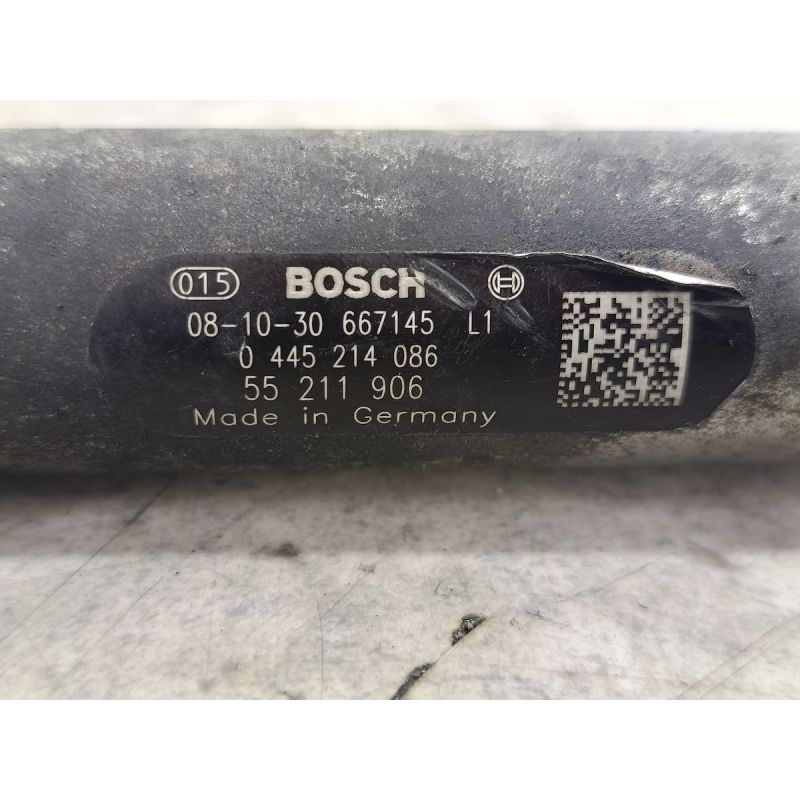 015 BOSCH
08-10-30 667145 L1
0 445 214 086
55 211 906
Made in Germany